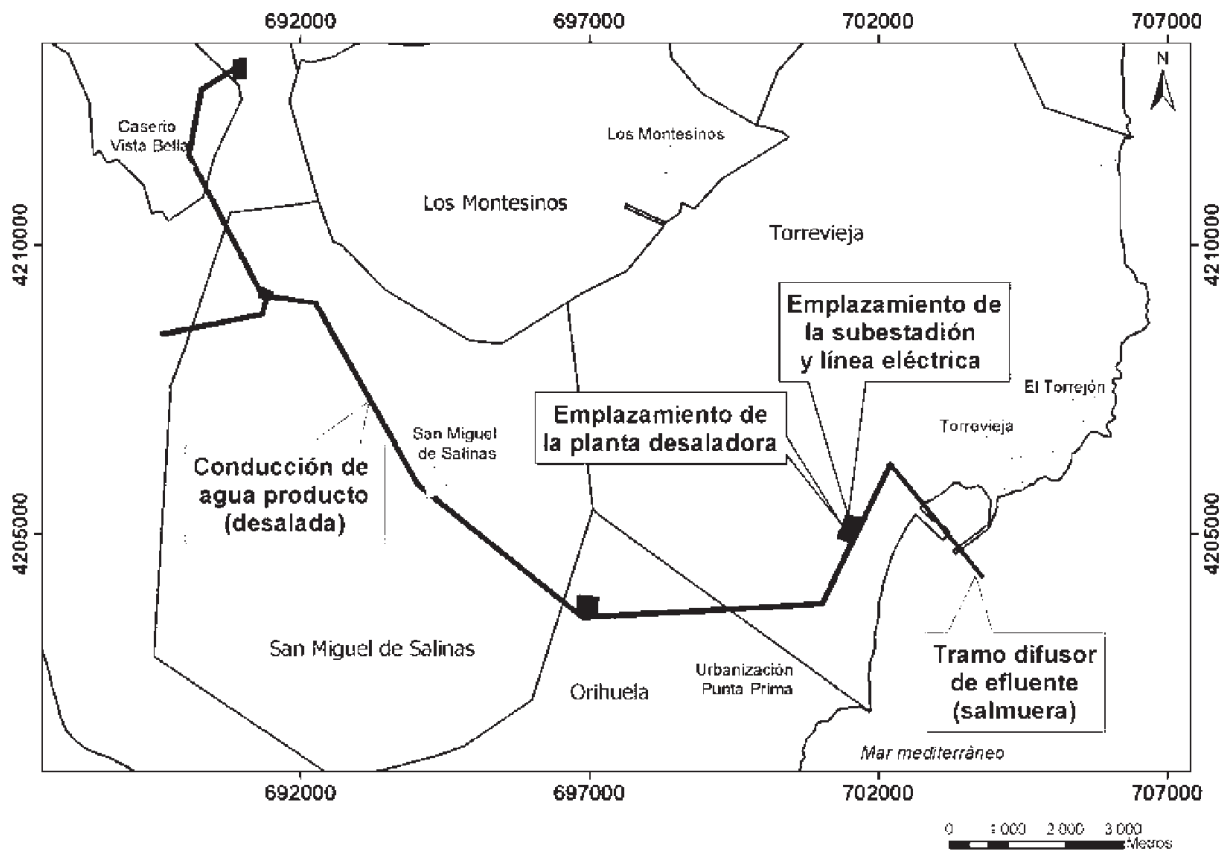 692000
697000
702000
707000
N
Caserio
Vista Bella
Los Montesinos
Los Montesinos
Torrevieja
4210000
4210000
Emplazamiento de
la subestadión
y línea eléctrica
El Torrejón
Emplazamiento de
la planta desaladora
Torrevieja
San Miguel
de Salinas
Conducción de
agua producto
(desalada)
4205000
4205000
San Miguel de Salinas
Orihuela
Urbanización
Punta Prima
Tramo difusor
de efluente
(salmuera)
Mar mediterràneo
692000
697000
702000
707000
0 1 000 2 000 3 000
Metros